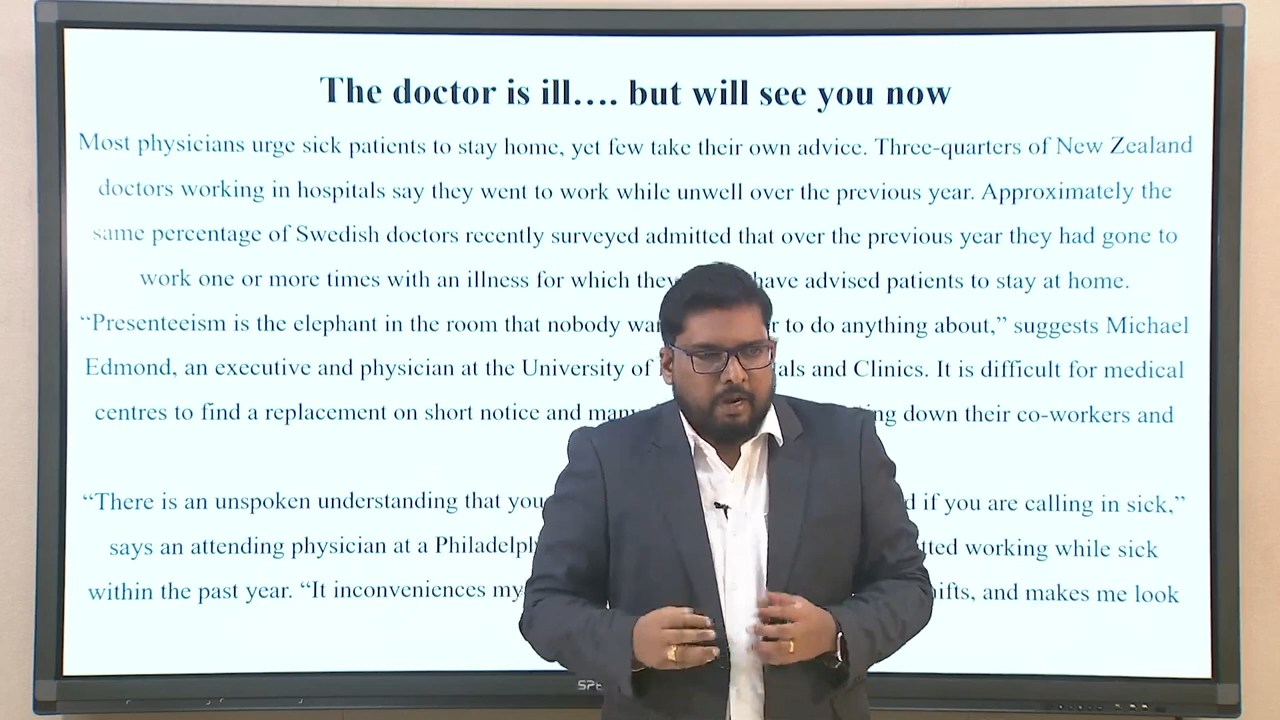 The doctor is ill…. but will see you now
Most physicians urge sick patients to stay home, yet few take their own advice. Three-quarters of New Zealand
doctors working in hospitals say they went to work while unwell over the previous year. Approximately the
same percentage of Swedish doctors recently surveyed admitted that over the previous year they had gone to
work one or more times with an illness for which they have advised patients to stay at home.
“Presenteeism is the elephant in the room that nobody to do anything about,” suggests Michael
Edmond, an executive and physician at the University of and Clinics. It is difficult for medical
centres to find a replacement on short notice and down their co-workers and
“There is an unspoken understanding that you if you are calling in sick,”
says an attending physician at a working while sick
within the past year. “It inconveniences my and makes me look